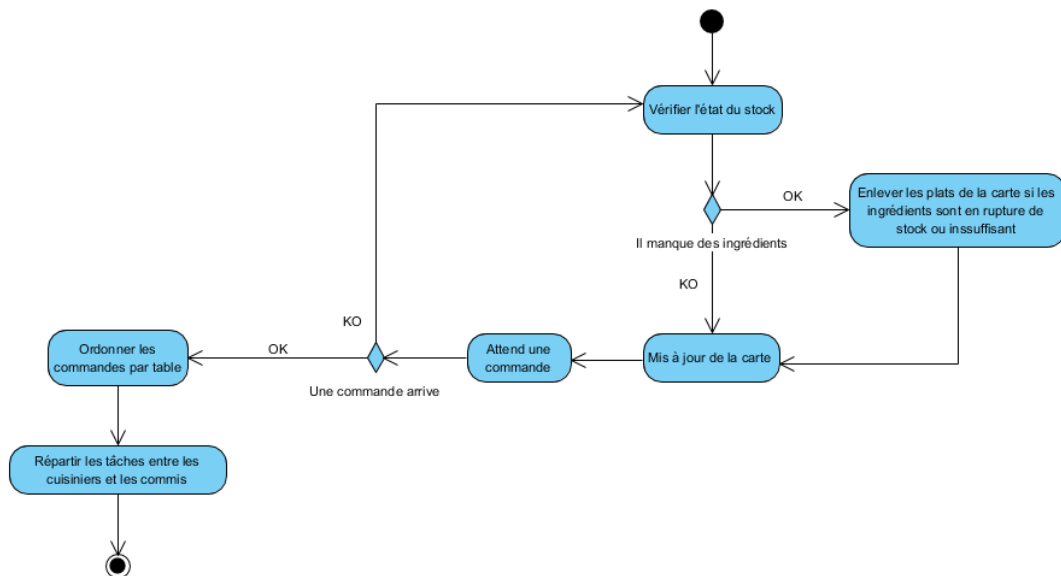 Vérifier l'état du stock
OK
Enlever les plats de la carte si les
ingrédients sont en rupture de
stock ou inssuffisant
Il manque des ingrédients
KO
Mis à jour de la carte
Attend une
commande
KO
OK
Une commande arrive
Ordonner les
commandes par table
Répartir les tâches entre les
cuisiniers et les commis